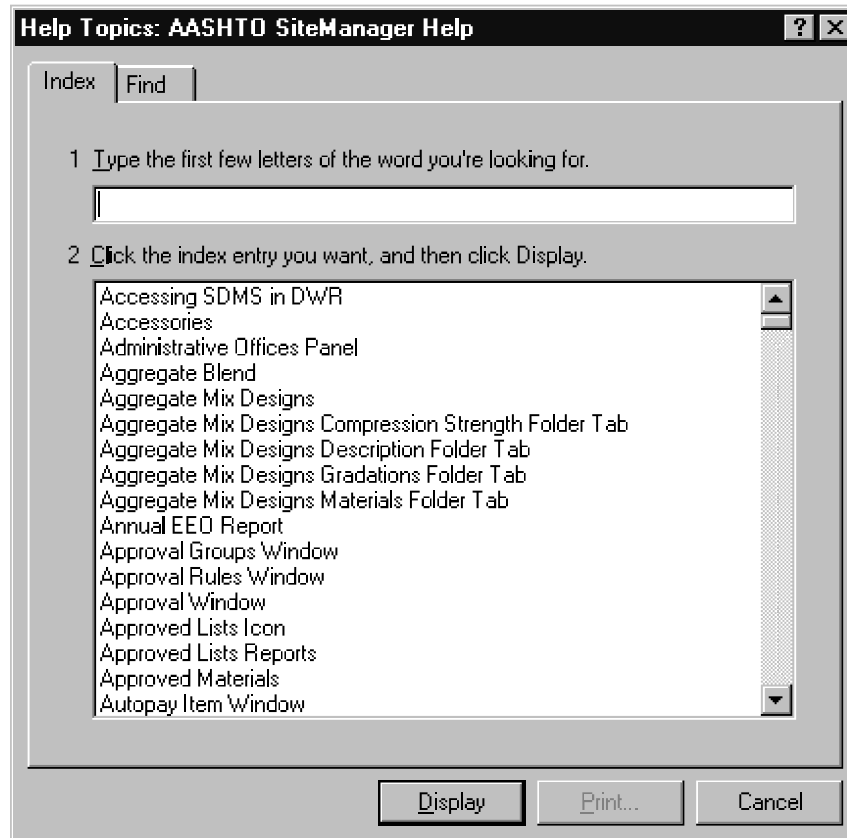 Help Topics: AASHTO SiteManager Help
Index Find
1 Type the first few letters of the word you're looking for.
2 Click the index entry you want, and then click Display.
Accessing SDMS in DWR
Accessories
Administrative Offices Panel
Aggregate Blend
Aggregate Mix Designs
Aggregate Mix Designs Compression Strength Folder Tab
Aggregate Mix Designs Description Folder Tab
Aggregate Mix Designs Gradations Folder Tab
Aggregate Mix Designs Materials Folder Tab
Annual EEO Report
Approval Groups Window
Approval Rules Window
Approval Window
Approved Lists Icon
Approved Lists Reports
Approved Materials
Autopay Item Window
Display Print... Cancel